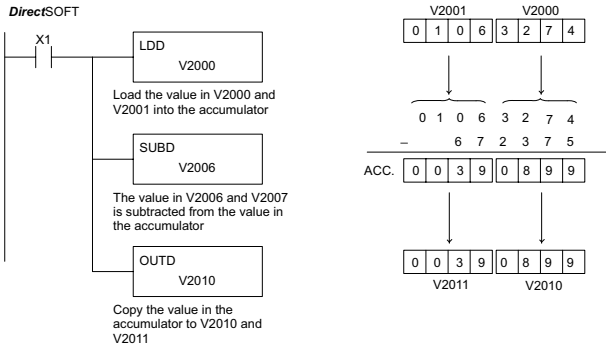 DirectSOFT
X1
LDD
V2000
Load the value in V2000 and
V2001 into the accumulator
SUBD
V2006
The value in V2006 and V2007
is subtracted from the value in
the accumulator
OUTD
V2010
Copy the value in the
accumulator to V2010 and
V2011
V2001 V2000
0 1 0 6 3 2 7 4
0 1 0 6 3 2 7 4
– 6 7 2 3 7 5
ACC. 0 0 3 9 0 8 9 9
0 0 3 9 0 8 9 9
V2011 V2010